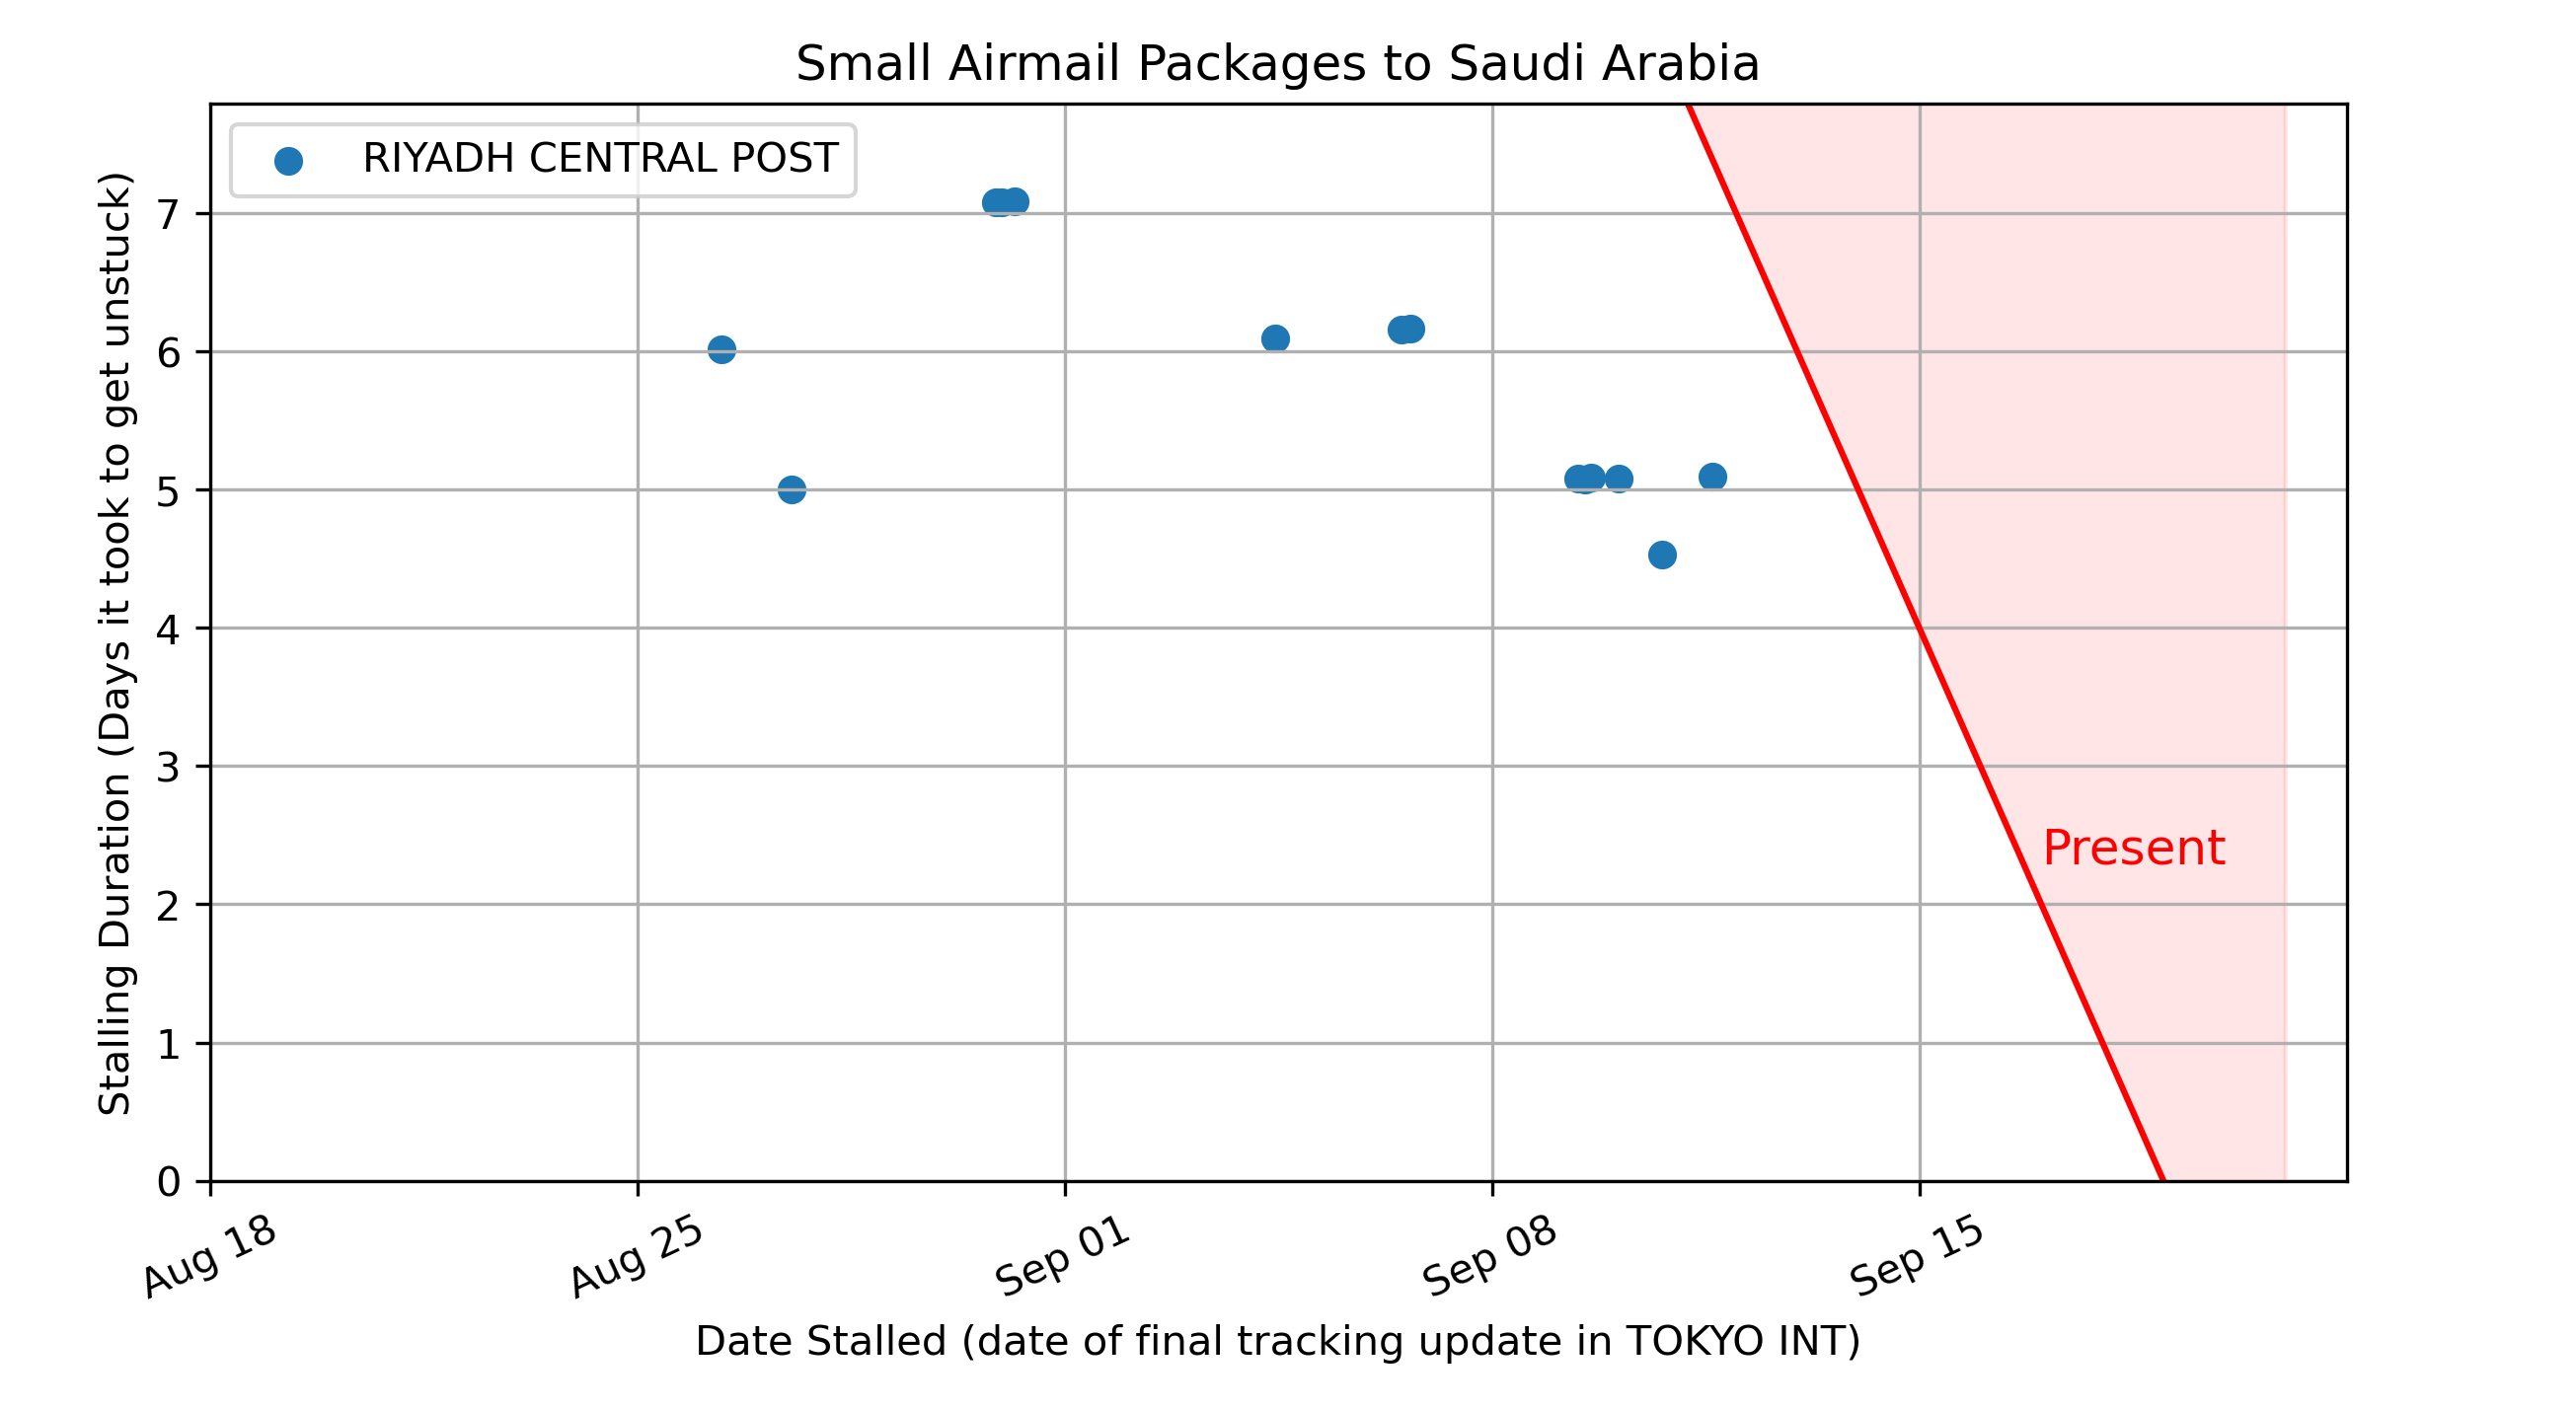 Small Airmail Packages to Saudi Arabia
RIYADH CENTRAL POST
Stalling Duration (Days it took to get unstuck)
7
6
5
4
3
2
1
0
Present
Aug 18
Aug 25
Sep 01
Sep 08
Sep 15
Date Stalled (date of final tracking update in TOKYO INT)